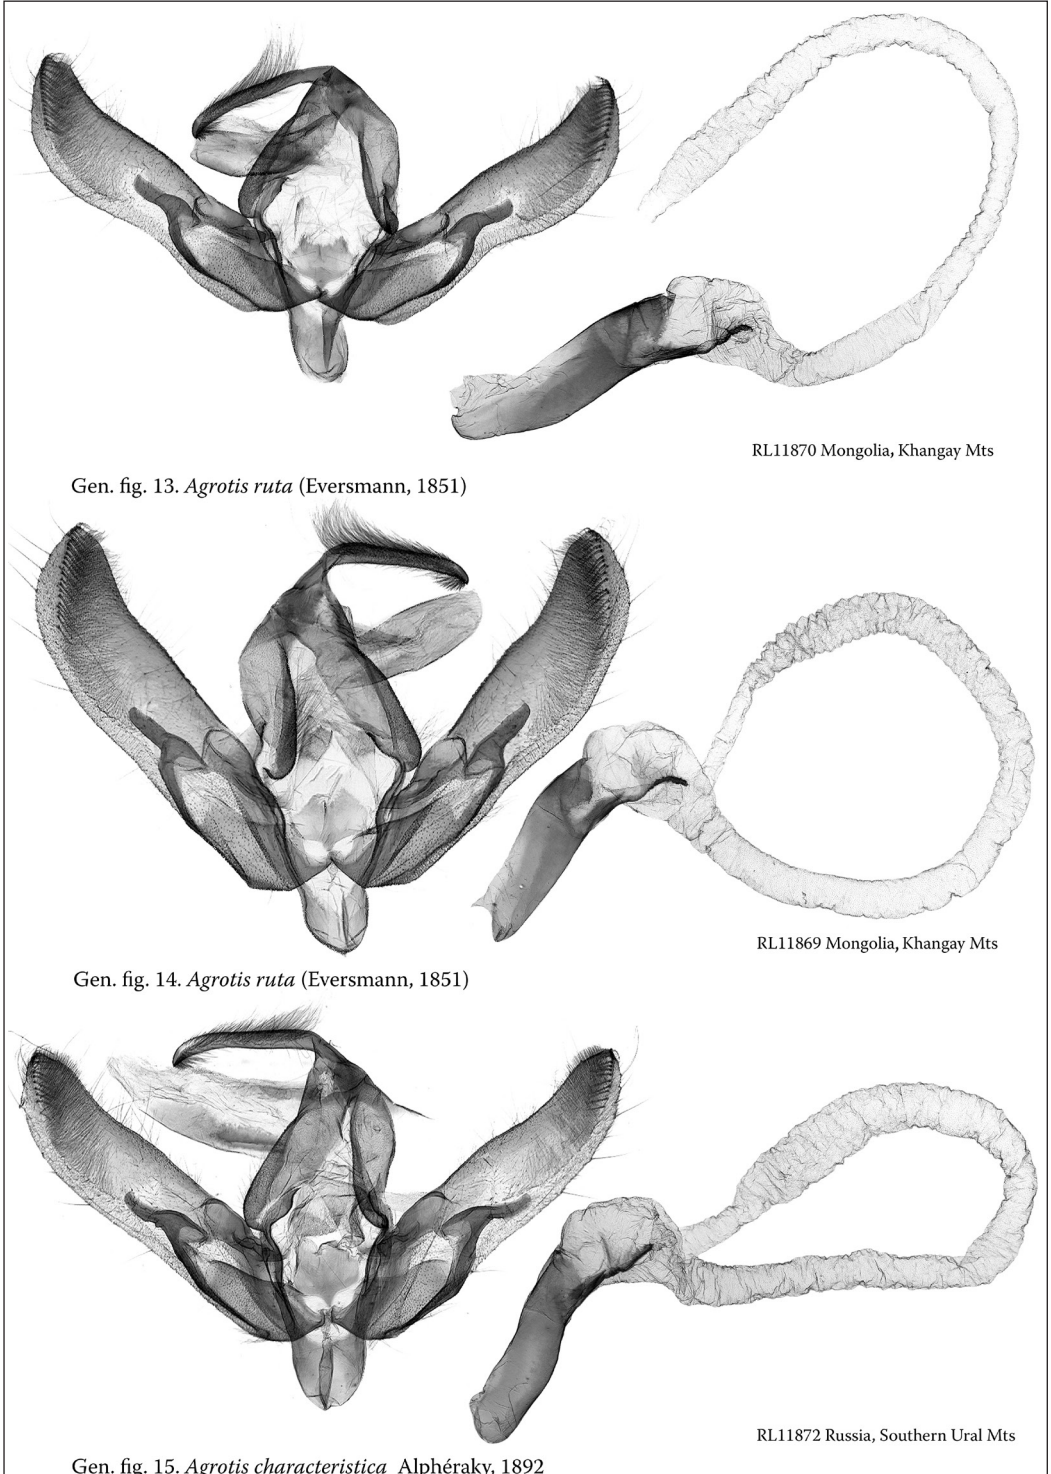 RL11870 Mongolia, Khangay Mts
Gen. fig. 13. Agrotis ruta (Eversmann, 1851)
RL11869 Mongolia, Khangay Mts
Gen. fig. 14. Agrotis ruta (Eversmann, 1851)
RL11872 Russia, Southern Ural Mts
Gen. fig. 15. Agrotis characteristica Alphéraky, 1892